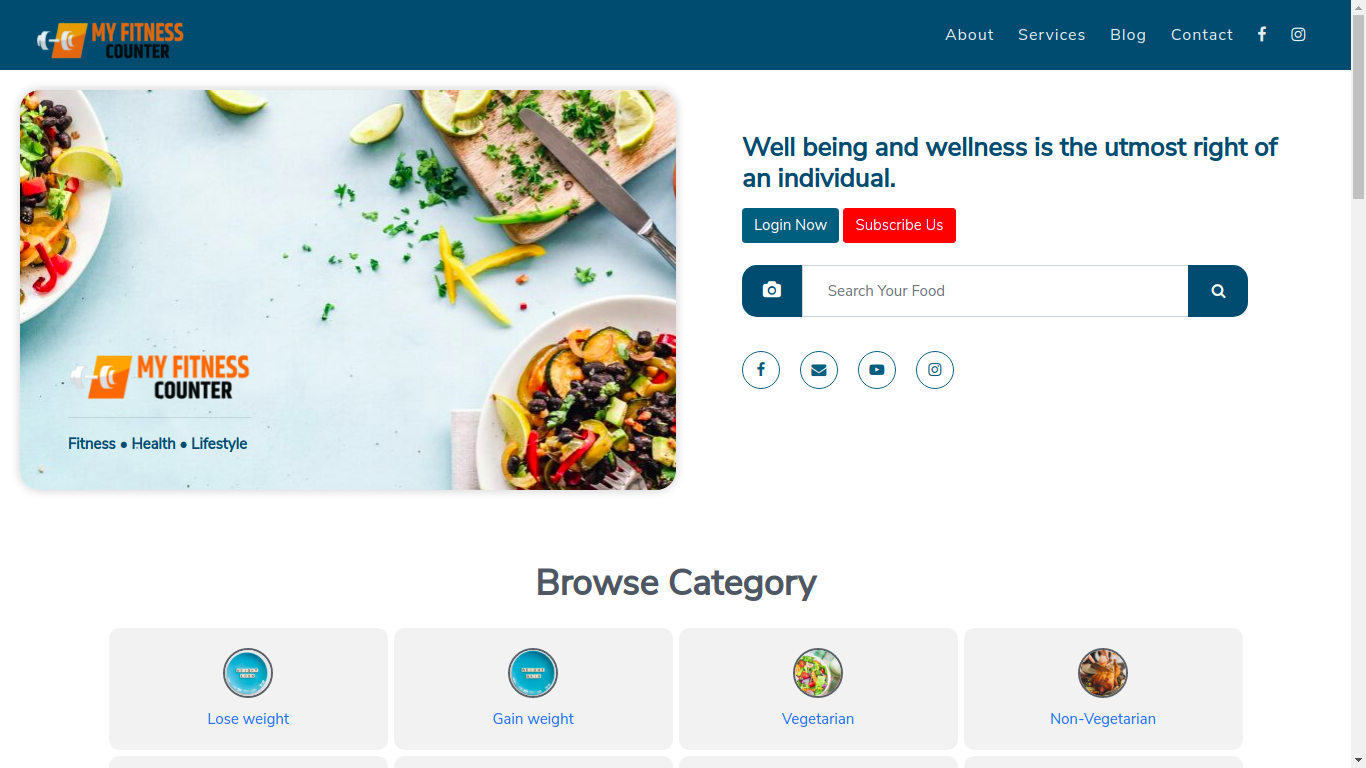 MY FITNESS
COUNTER
About Services Blog Contact
Well being and wellness is the utmost right of
an individual.
Login Now Subscribe Us
Search Your Food
MY FITNESS
COUNTER
Fitness ● Health ● Lifestyle
Browse Category
Lose weight Gain weight Vegetarian Non-Vegetarian